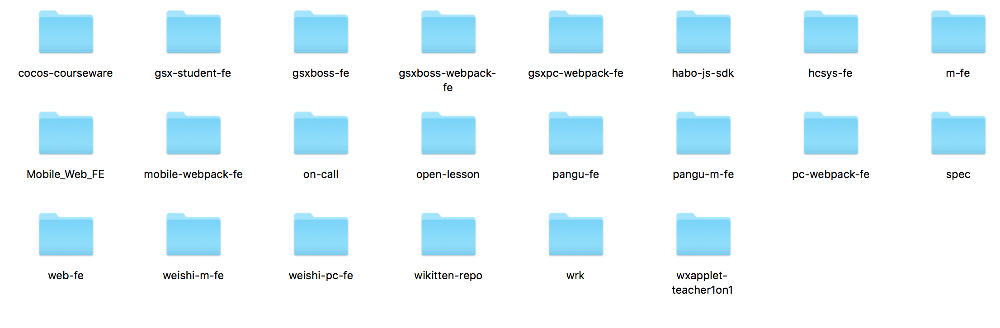 cocos-courseware
gsx-student-fe
gsxboss-fe
gsxboss-webpack-
fe
gsxpc-webpack-fe
habo-js-sdk
hcsys-fe
m-fe
Mobile_Web_FE
mobile-webpack-fe
on-call
open-lesson
pangu-fe
pangu-m-fe
pc-webpack-fe
spec
web-fe
weishi-m-fe
weishi-pc-fe
wikitten-repo
wrk
wxapplet-
teacher1on1